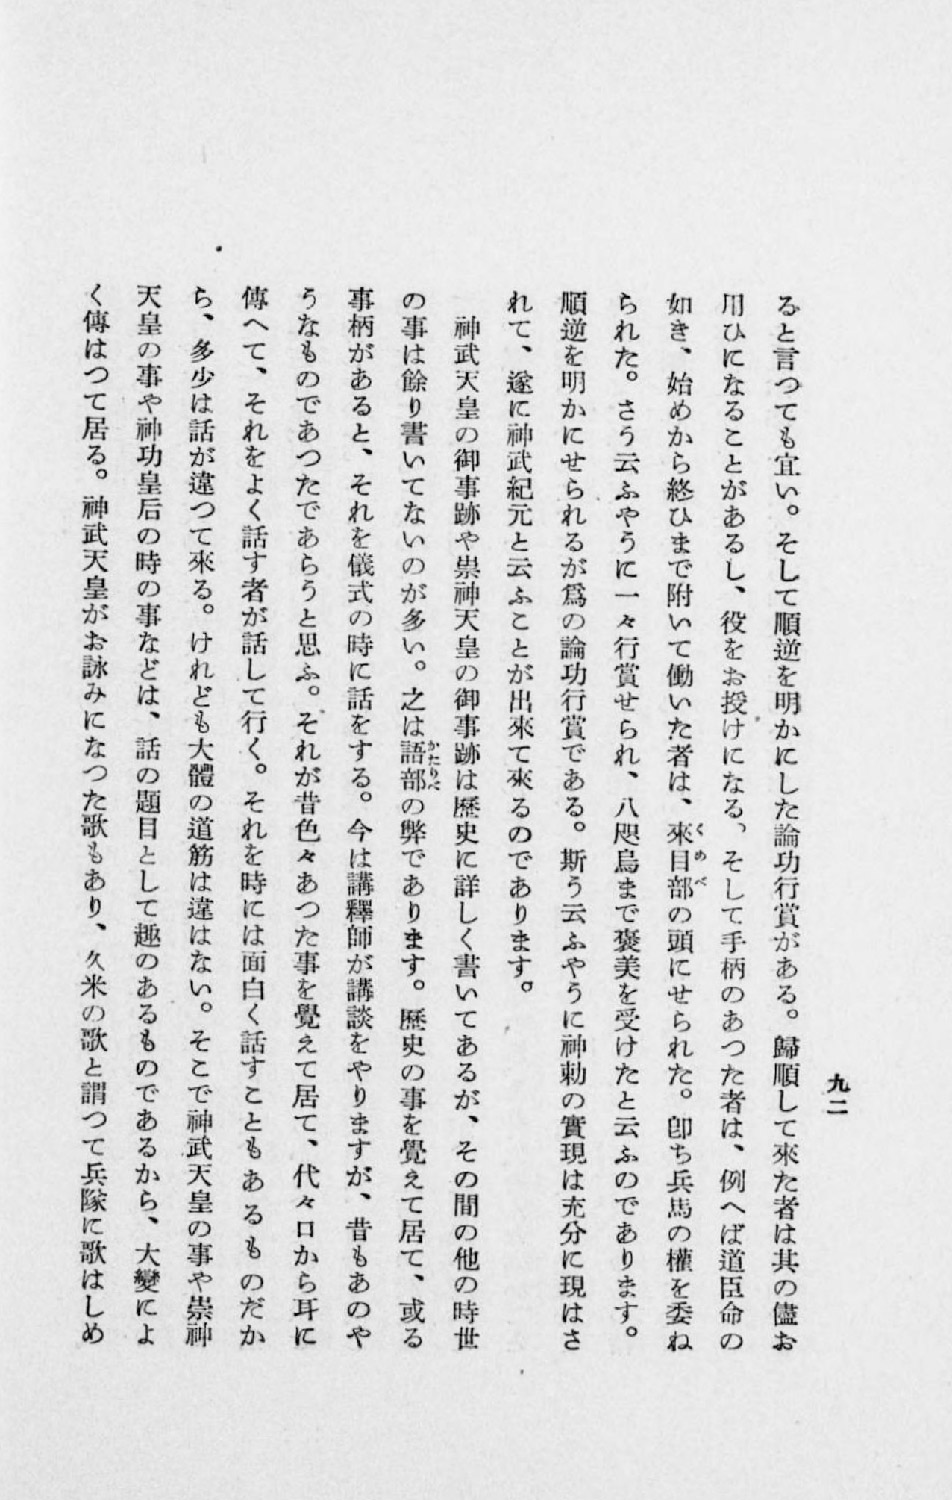 九二
ると言つても宜い。そして順逆を明かにした論功行賞がある。歸順して來た者は其の儘お
用ひになることがあるし、役をお授けになる、そして手柄のあつた者は、例へば道臣命の
如き、始めから終ひまで附いて働いた者は、來目部の頭にせられた。卽ち兵馬の權を委ね
くめべ
られた。さう云ふやうに一々行賞せられ、八咫烏まで褒美を受けたと云ふのであります。
順逆を明かにせられるが爲の論功行賞である。斯う云ふやうに神勅の實現は充分に現はさ
れて、遂に神武紀元と云ふことが出來て來るのであります。
神武天皇の御事跡や崇神天皇の御事跡は歷史に詳しく書いてあるが、その間の他の時世
の事は餘り書いてないのが多い。之は語部の弊であります。歷史の事を覺えて居て、或る
かたりべ
事柄があると、それを儀式の時に話をする。今は講釋師が講談をやりますが、昔もあのや
うなものであつたであらうと思ふ。それが昔色々あつた事を覺えて居て、代々口から耳に
傳へて、それをよく話す者が話して行く。それを時には面白く話すこともあるものだか
ら、多少は話が違つて來る。けれども大體の道筋は違はない。そこで神武天皇の事や崇神
天皇の事や神功皇后の時の事などは、話の題目として趣のあるものであるから、大變によ
く傳はつて居る。神武天皇がお詠みになつた歌もあり、久米の歌と謂つて兵隊に歌はしめ